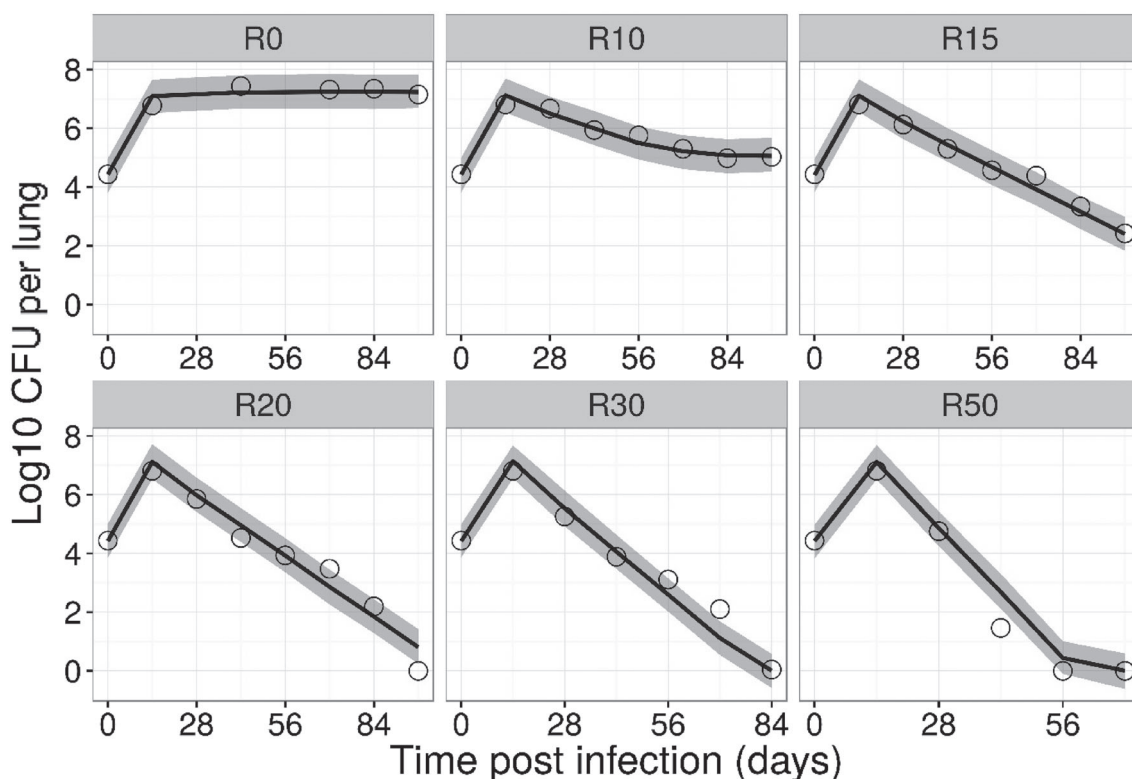 R0 R10 R15
8
6
4
2
0
0 28 56 84 0 28 56 84 0 28 56 84
R20 R30 R50
8
6
4
2
0
0 28 56 84 0 28 56 84 0 28 56
Log10 CFU per lung
Time post infection (days)